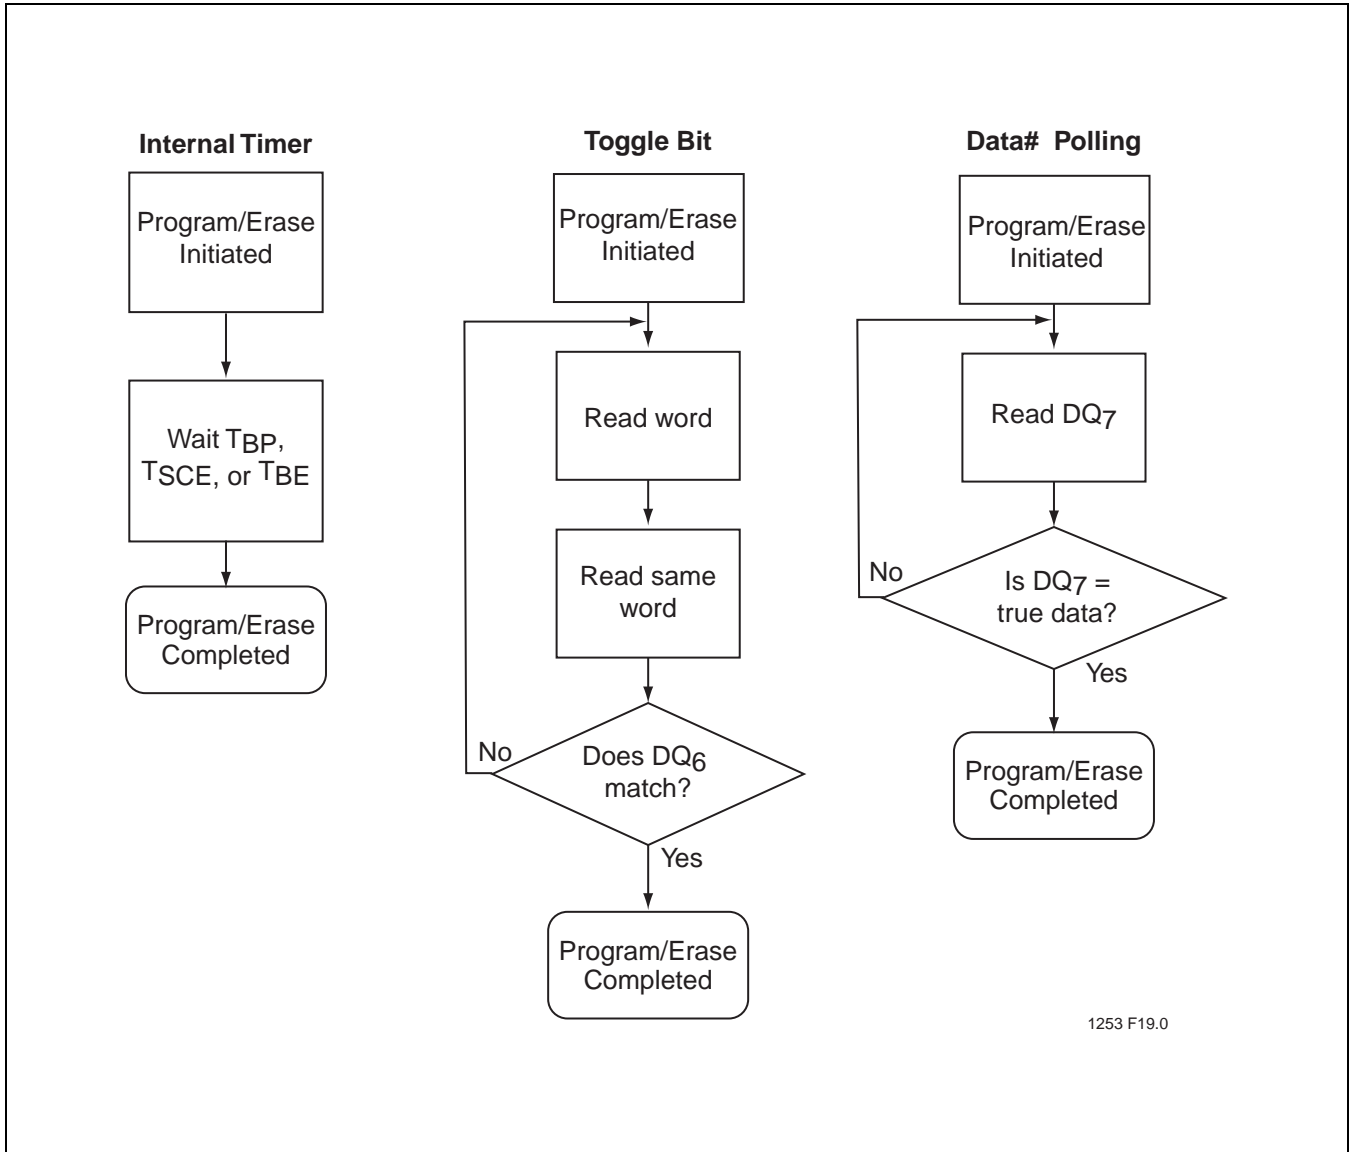 Internal Timer
Program/Erase
Initiated
Wait TBP,
TSCE, or TBE
Program/Erase
Completed
Toggle Bit
Program/Erase
Initiated
Read word
Read same
word
Does DQ6
match?
No
Yes
Program/Erase
Completed
Data# Polling
Program/Erase
Initiated
Read DQ7
Is DQ7 =
true data?
No
Yes
Program/Erase
Completed
1253 F19.0